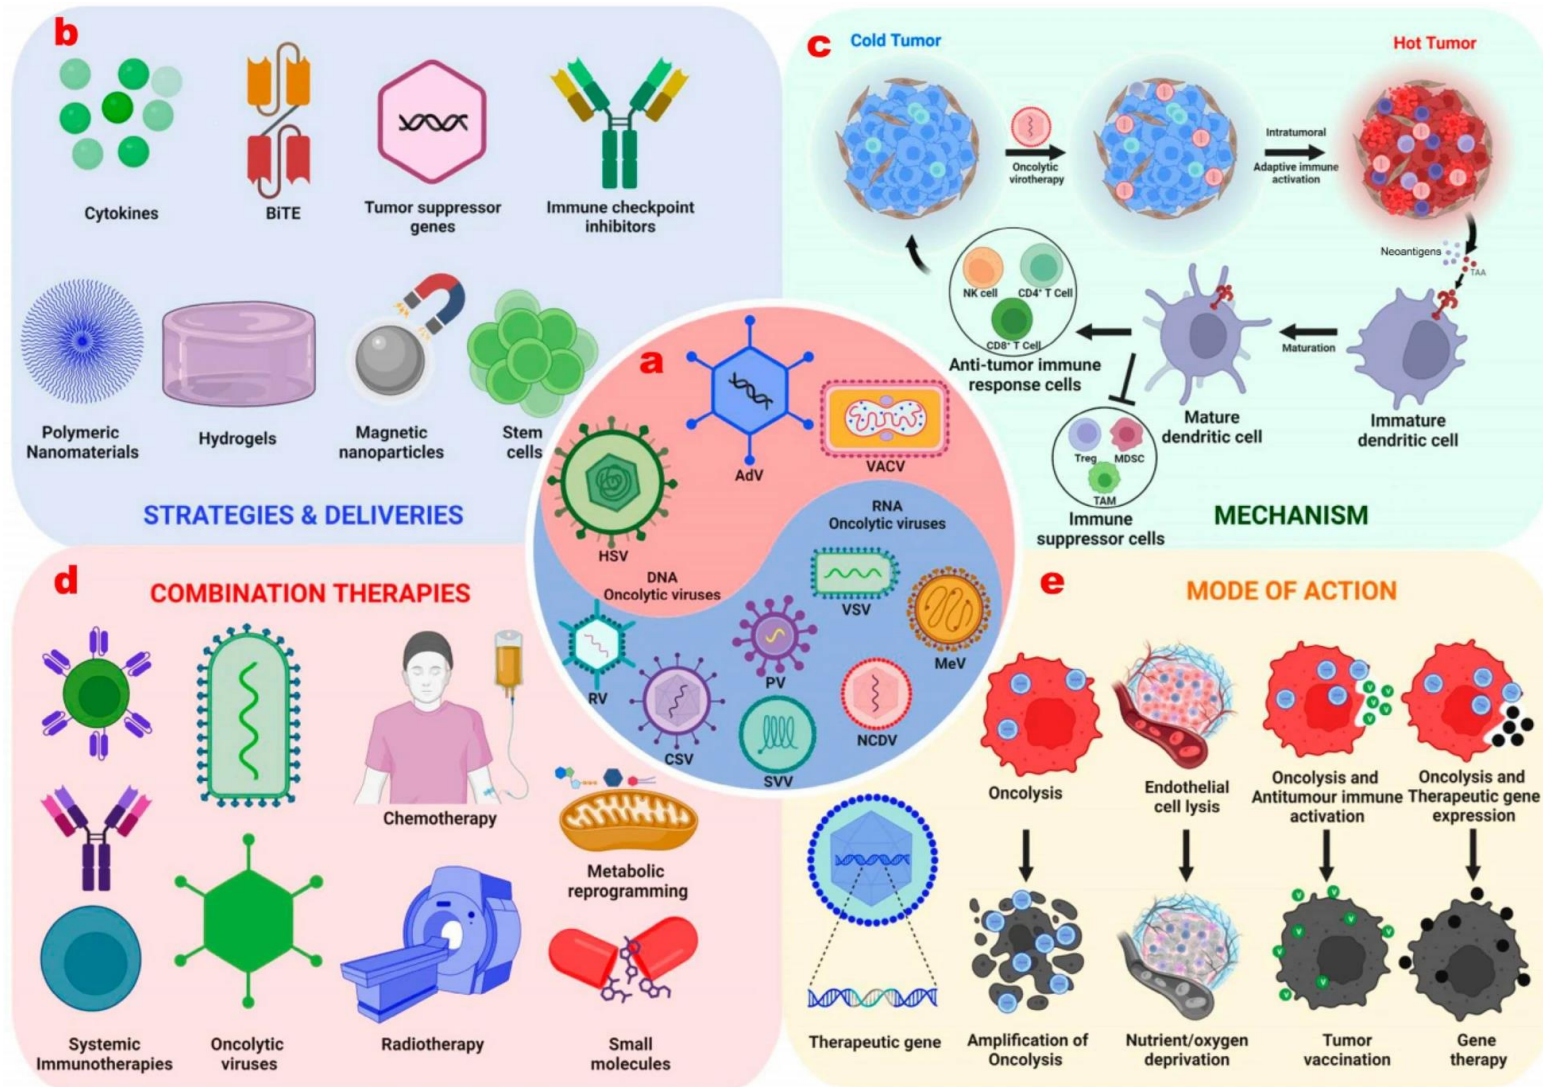 b
Cytokines
BiTE
Tumor suppressor
genes
Immune checkpoint
inhibitors
Polymeric
Nanomaterials
Hydrogels
Magnetic
nanoparticles
Stem
cells
STRATEGIES & DELIVERIES
c
Cold Tumor
Hot Tumor
Oncolytic
virotherapy
Intratumoral
Adaptive immune
activation
Neoantigens
TAA
NK cell
CD4⁺ T Cell
CD8⁺ T Cell
Anti-tumor immune
response cells
Maturation
Mature
dendritic cell
Immature
dendritic cell
Treg
MDSC
TAM
Immune
suppressor cells
MECHANISM
a
AdV
VACV
HSV
DNA
Oncolytic viruses
RNA
Oncolytic viruses
VSV
MeV
PV
RV
CSV
SVV
NCDV
d
COMBINATION THERAPIES
Chemotherapy
Metabolic
reprogramming
Systemic
Immunotherapies
Oncolytic
viruses
Radiotherapy
Small
molecules
e
MODE OF ACTION
Oncolysis
Endothelial
cell lysis
Oncolysis and
Antitumour immune
activation
Oncolysis and
Therapeutic gene
expression
V
V
V
V
V
V
V
V
V
V
V
Therapeutic gene
Amplification of
Oncolysis
Nutrient/oxygen
deprivation
Tumor
vaccination
Gene
therapy